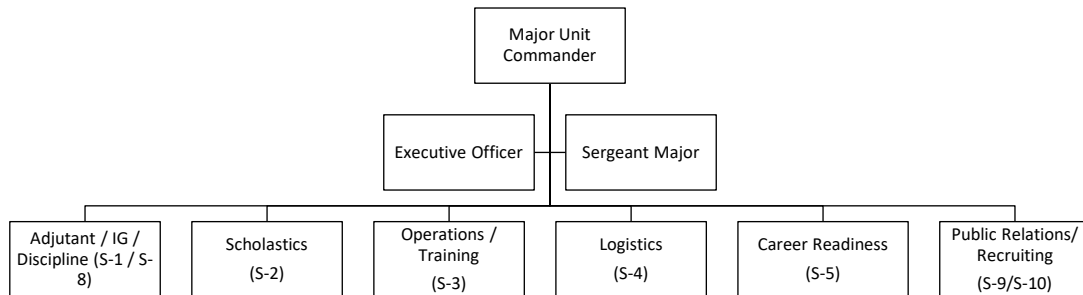 Major Unit
Commander
Executive Officer
Sergeant Major
Adjutant / IG /
Discipline (S-1 / S-
8)
Scholastics
(S-2)
Operations /
Training
(S-3)
Logistics
(S-4)
Career Readiness
(S-5)
Public Relations/
Recruiting
(S-9/S-10)